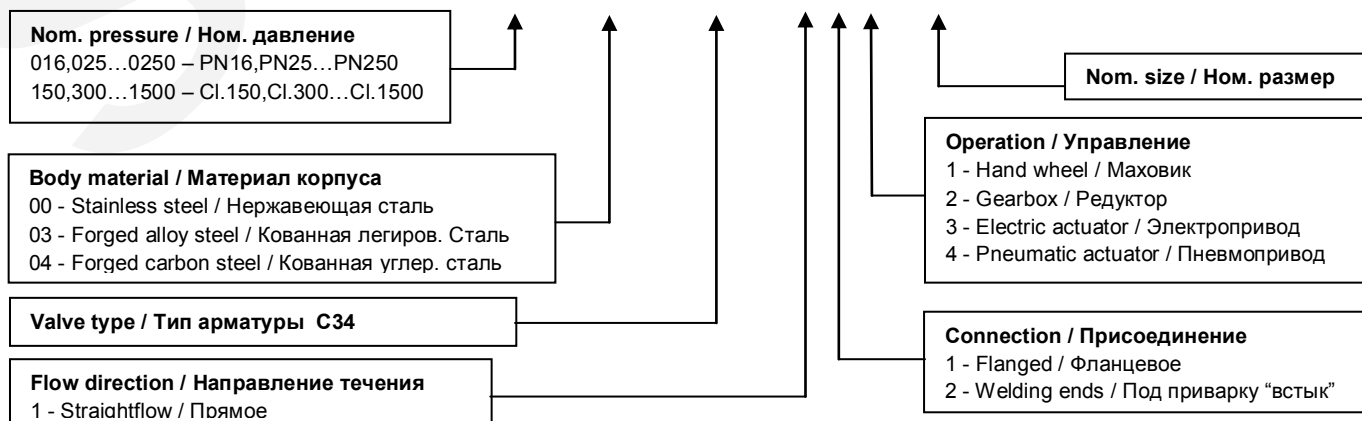 Nom. pressure / Ном. давление
016,025…0250 – PN16,PN25…PN250
150,300…1500 – Cl.150,Cl.300…Cl.1500
Nom. size / Ном. размер
Body material / Материал корпуса
00 - Stainless steel / Нержавеющая сталь
03 - Forged alloy steel / Кованная легиров. Сталь
04 - Forged carbon steel / Кованная углер. сталь
Operation / Управление
1 - Hand wheel / Маховик
2 - Gearbox / Редуктор
3 - Electric actuator / Электропривод
4 - Pneumatic actuator / Пневмопривод
Valve type / Тип арматуры C34
Connection / Присоединение
1 - Flanged / Фланцевое
2 - Welding ends / Под приварку “встык”
Flow direction / Направление течения
1 - Straightflow / Прямое